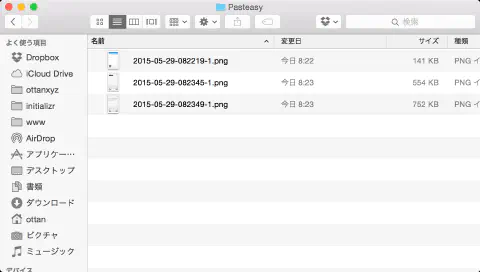 Pasteasy
検索
よく使う項目
Dropbox
iCloud Drive
ottanxyz
initializr
www
AirDrop
アプリケー…
デスクトップ
書類
ダウンロード
ottan
ピクチャ
ミュージック
デバイス
名前 変更日 サイズ 種類
2015-05-29-082219-1.png 今日 8:22 141 KB PNG イ
2015-05-29-082345-1.png 今日 8:23 554 KB PNG イ
2015-05-29-082349-1.png 今日 8:23 752 KB PNG イ